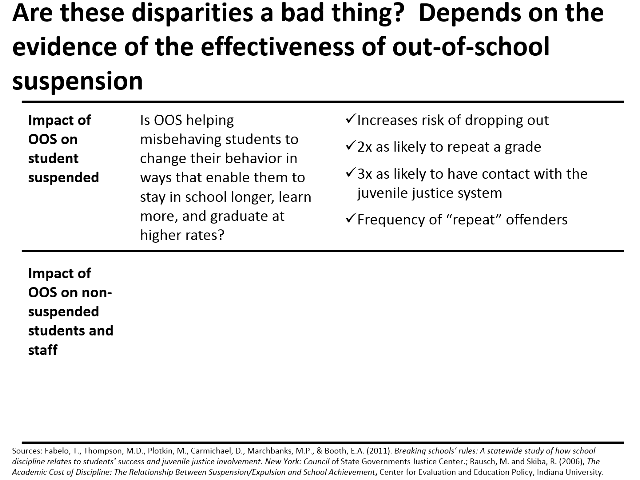 Are these disparities a bad thing?  Depends on the
evidence of the effectiveness of out-of-school
suspension
Impact of
OOS on
student
suspended
Is OOS helping
misbehaving students to
change their behavior in
ways that enable them to
stay in school longer, learn
more, and graduate at
higher rates?
✓Increases risk of dropping out
✓2x as likely to repeat a grade
✓3x as likely to have contact with the
juvenile justice system
✓Frequency of “repeat” offenders
Impact of
OOS on non-
suspended
students and
staff
Sources: Fabelo, T., Thompson, M.D., Plotkin, M., Carmichael, D., Marchbanks, M.P., & Booth, E.A. (2011). Breaking schools’ rules: A statewide study of how school
discipline relates to students’ success and juvenile justice involvement. New York: Council of State Governments Justice Center.; Rausch, M. and Skiba, R. (2006), The
Academic Cost of Discipline: The Relationship Between Suspension/Expulsion and School Achievement, Center for Evaluation and Education Policy, Indiana University.